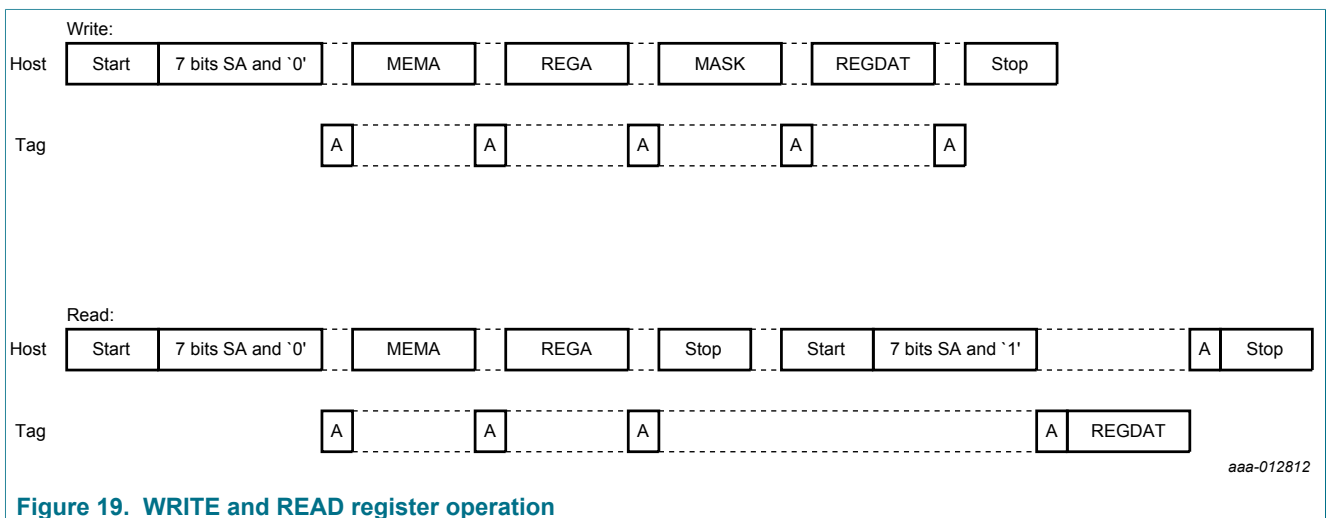 Write:
Host Start 7 bits SA and `0' MEMA REGA MASK REGDAT Stop
Tag A A A A A
Read:
Host Start 7 bits SA and `0' MEMA REGA Stop Start 7 bits SA and `1' A Stop
Tag A A A A REGDAT
aaa-012812
Figure 19. WRITE and READ register operation